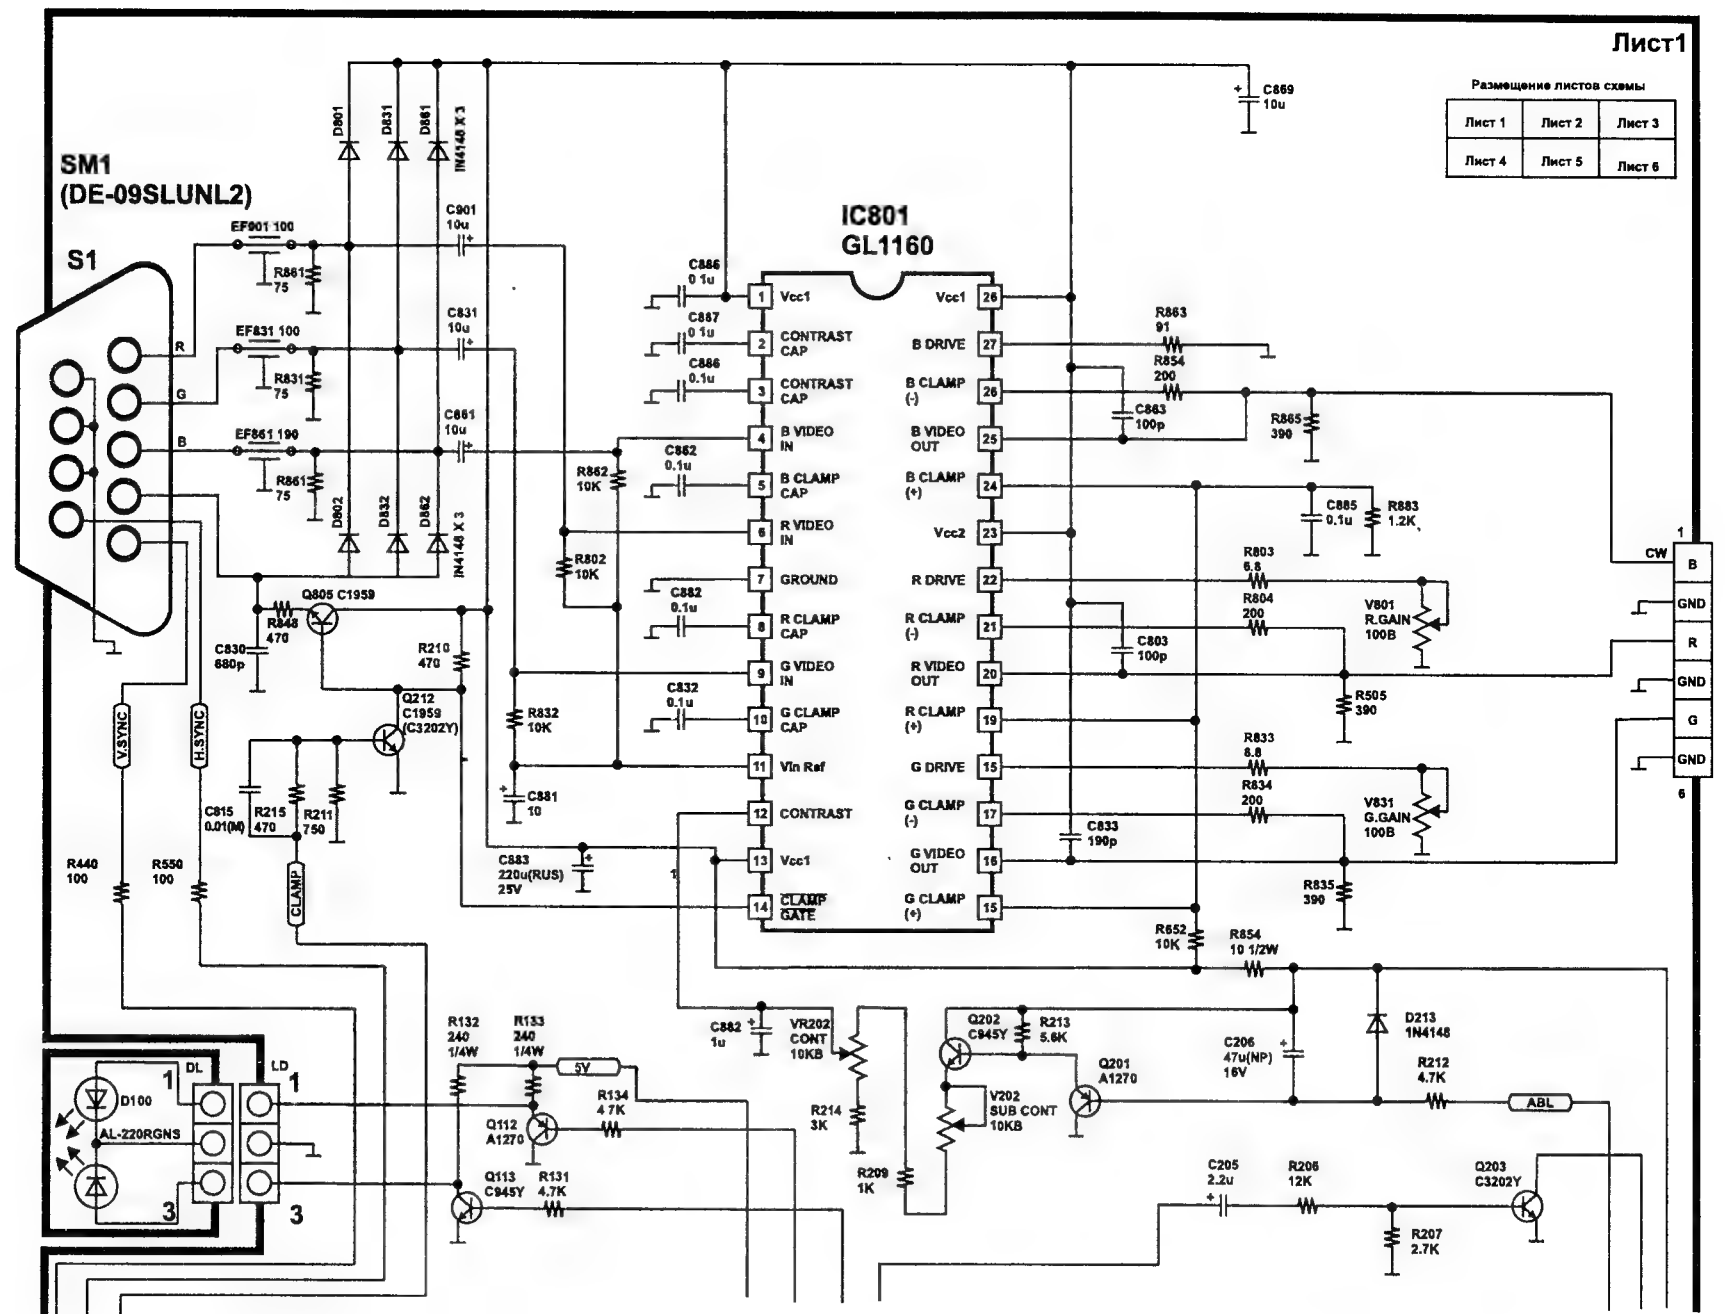 Лист1
Размещение листов схемы
Лист 1 Лист 2 Лист 3
Лист 4 Лист 5 Лист 6
C869
10u
D801
D831
D861
IN4148 X 3
SM1
(DE-09SLUNL2)
S1
EF901 100
R861
75
C901
10u
EF831 100
R831
75
C831
10u
EF861 190
R861
75
C861
10u
R
G
B
D802
D832
D862
IN4148 X 3
IC801
GL1160
C886
0 1u
C887
0 1u
C886
0.1u
C862
0.1u
C882
0.1u
C832
0.1u
R862
10K
R802
10K
R832
10K
C881
10
1 Vcc1
2 CONTRAST
CAP
3 CONTRAST
CAP
4 B VIDEO
IN
5 B CLAMP
CAP
6 R VIDEO
IN
7 GROUND
8 R CLAMP
CAP
9 G VIDEO
IN
10 G CLAMP
CAP
11 Vin Ref
12 CONTRAST
13 Vcc1
14 CLAMP
GATE
Vcc1 28
B DRIVE 27
B CLAMP
(-) 26
B VIDEO
OUT 25
B CLAMP
(+) 24
Vcc2 23
R DRIVE 22
R CLAMP
(-) 21
R VIDEO
OUT 20
R CLAMP
(+) 19
G DRIVE 15
G CLAMP
(-) 17
G VIDEO
OUT 16
G CLAMP
(+) 15
R863
91
R854
200
C863
100p
R865
390
C885
0.1u
R883
1.2K
R803
6.8
R804
200
V801
R.GAIN
100B
C803
100p
R505
390
R833
8.8
R834
200
V831
G.GAIN
100B
C833
190p
R835
390
1
CW
B
GND
R
GND
G
GND
6
Q805 C1959
R848
470
C830
680p
R210
470
Q212
C1959
(C3202Y)
V.SYNC
H.SYNC
C815
0.01(M)
R215
470
R211
750
CLAMP
R440
100
R550
100
C883
220u(RUS)
25V
1
R652
10K
R854
10 1/2W
C882
1u
VR202
CONT
10KB
R214
3K
R209
1K
Q202
C945Y
R213
5.6K
V202
SUB CONT
10KB
Q201
A1270
C206
47u(NP)
16V
D213
1N4148
R212
4.7K
ABL
R132
240
1/4W
R133
240
1/4W
5V
R134
4 7K
Q112
A1270
Q113
C945Y
R131
4.7K
DL
LD
1
1
D100
AL-220RGNS
3
3
C205
2.2u
R206
12K
Q203
C3202Y
R207
2.7K